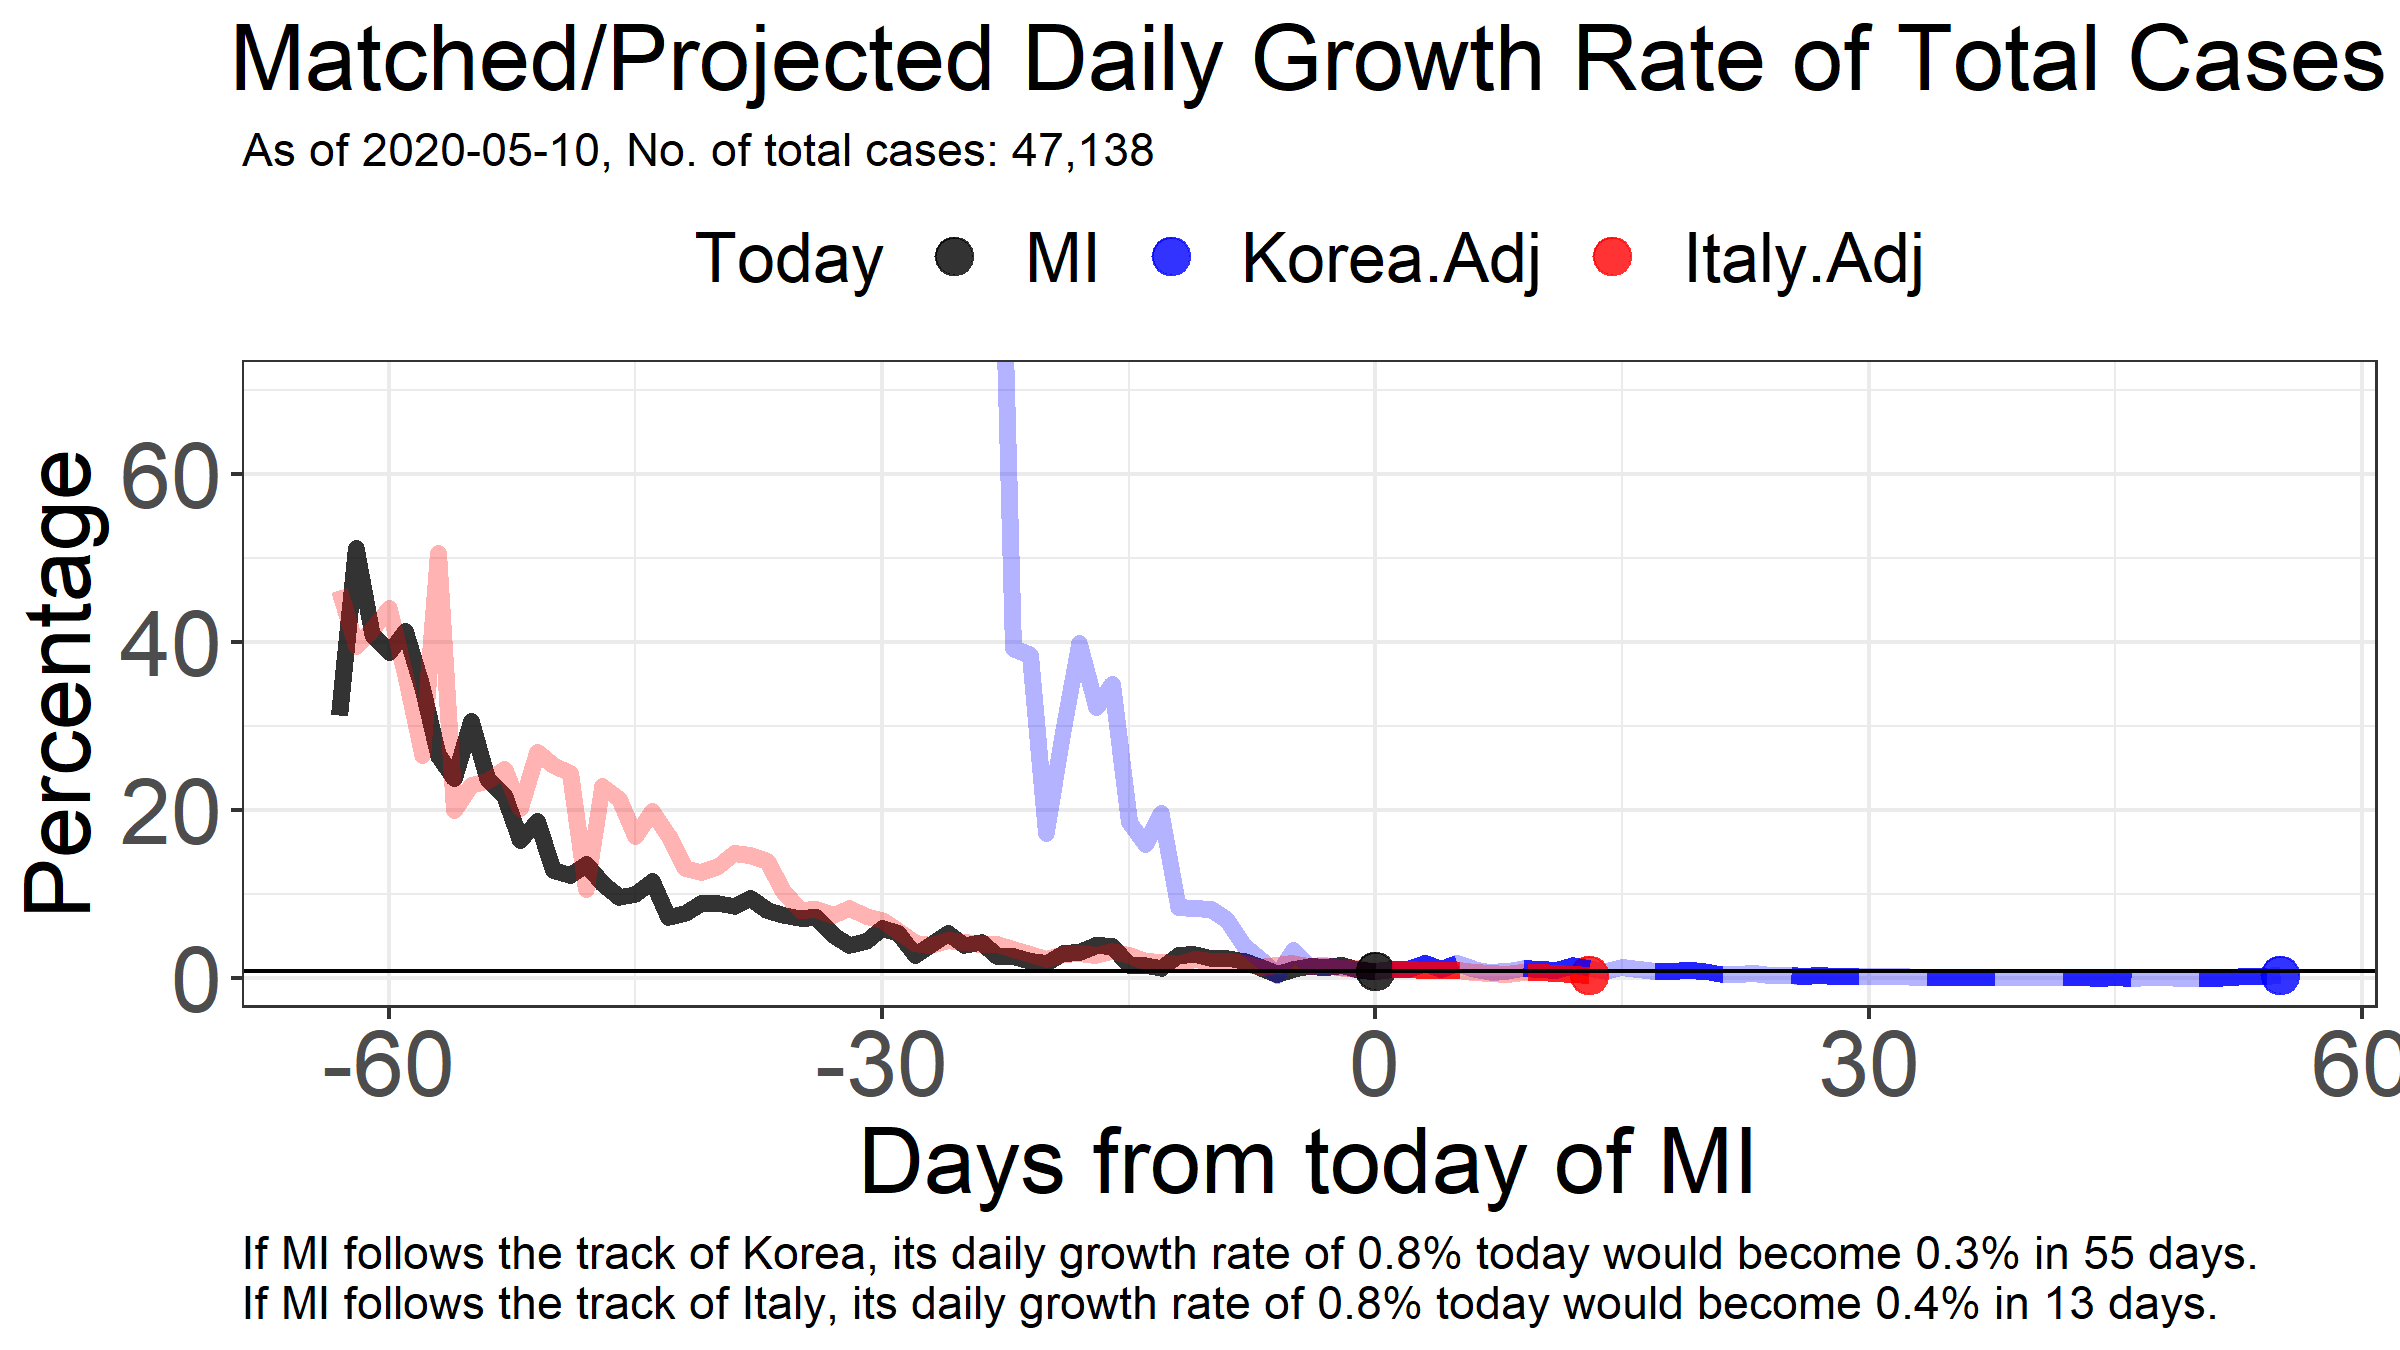 Matched/Projected Daily Growth Rate of Total Cases
As of 2020-05-10, No. of total cases: 47,138
Today MI Korea.Adj Italy.Adj
Percentage
60
40
20
0
-60 -30 0 30 60
Days from today of MI
If MI follows the track of Korea, its daily growth rate of 0.8% today would become 0.3% in 55 days.
If MI follows the track of Italy, its daily growth rate of 0.8% today would become 0.4% in 13 days.